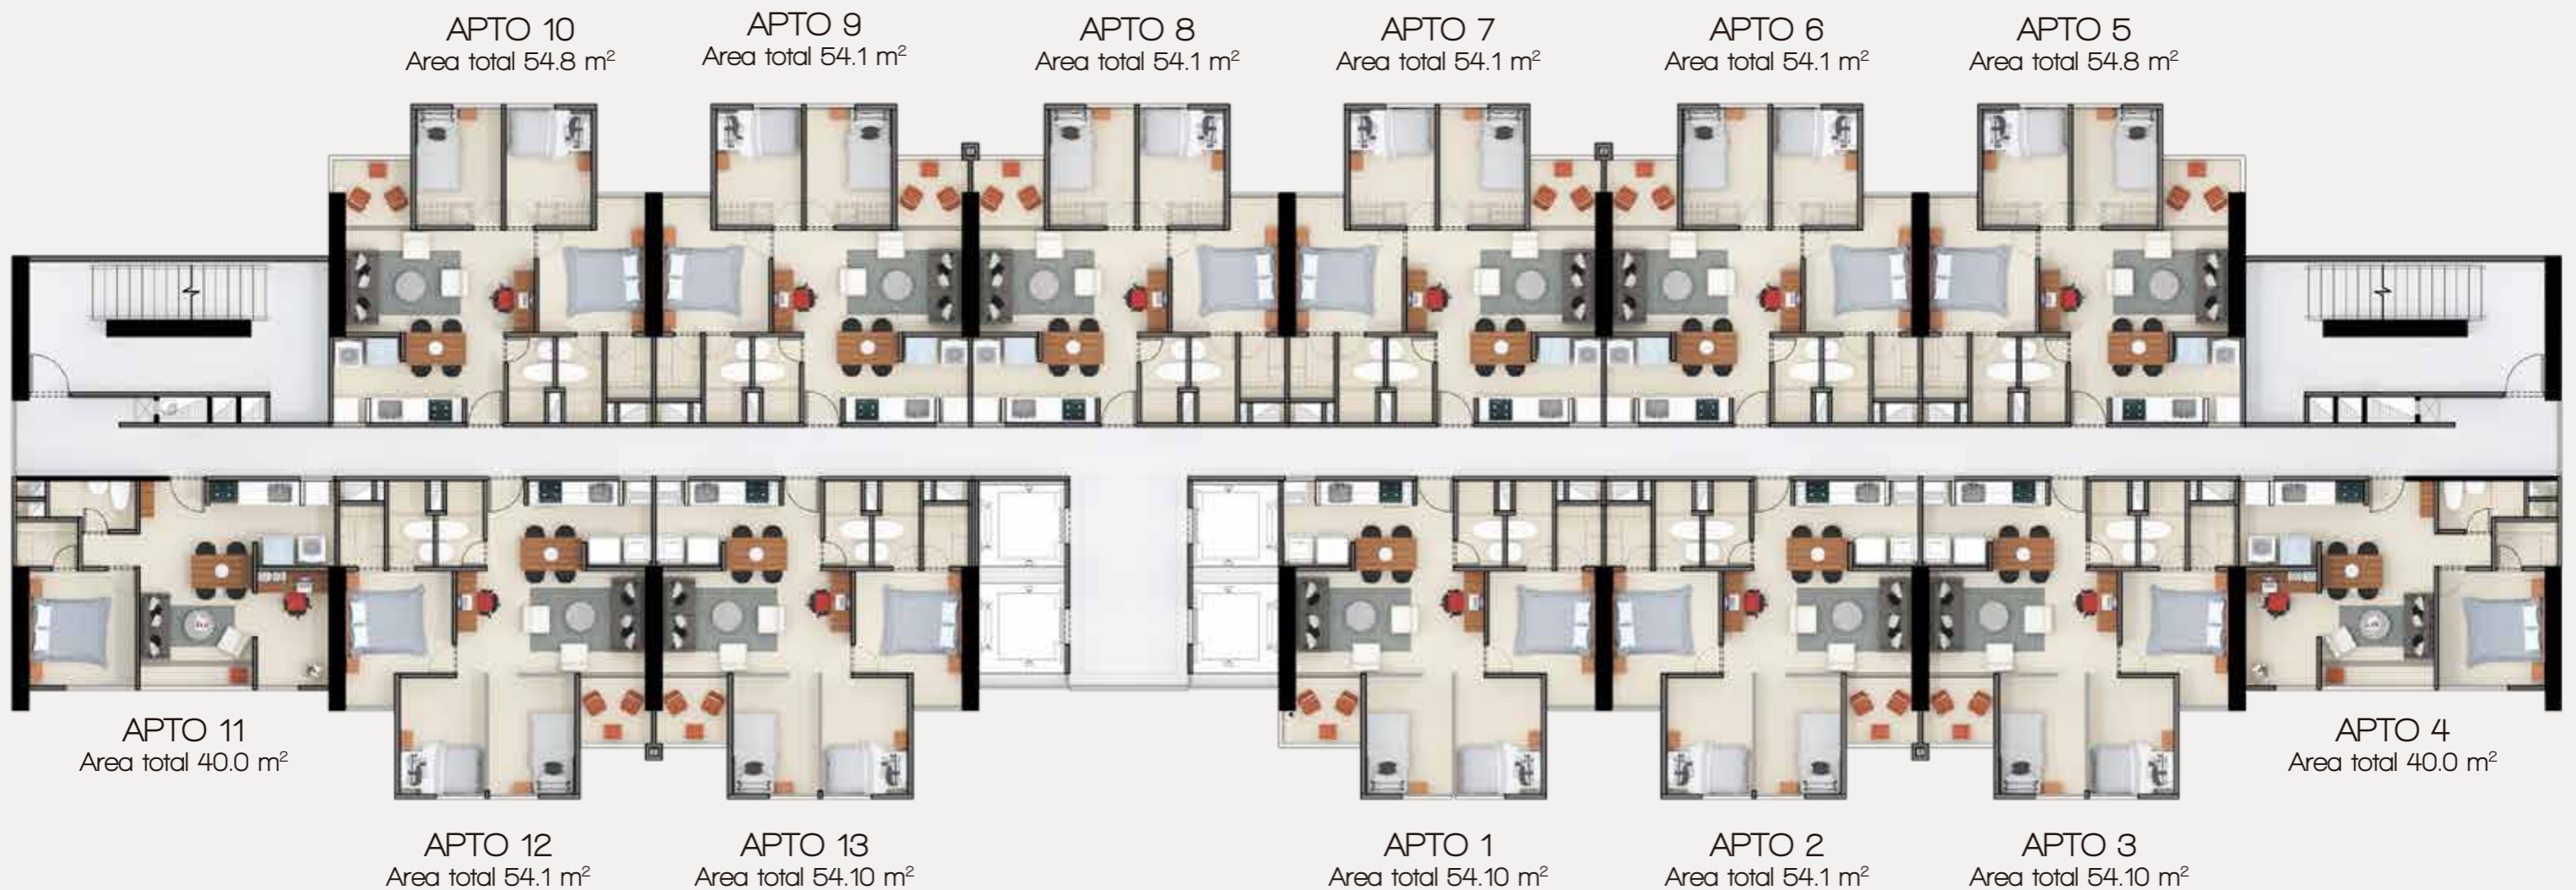 APTO 10
Area total 54.8 m²
APTO 9
Area total 54.1 m²
APTO 8
Area total 54.1 m²
APTO 7
Area total 54.1 m²
APTO 6
Area total 54.1 m²
APTO 5
Area total 54.8 m²
APTO 11
Area total 40.0 m²
APTO 4
Area total 40.0 m²
APTO 12
Area total 54.1 m²
APTO 13
Area total 54.10 m²
APTO 1
Area total 54.10 m²
APTO 2
Area total 54.1 m²
APTO 3
Area total 54.10 m²